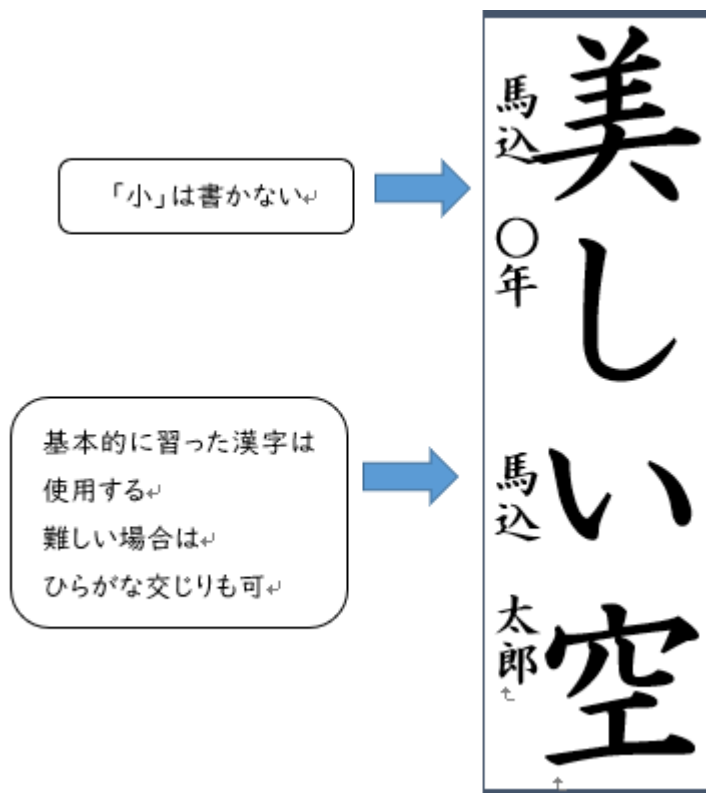 「小」は書かない↵
基本的に習った漢字は
使用する↵
難しい場合は↵
ひらがな交じりも可↵
美しい空
馬込 〇年 馬込 太郎